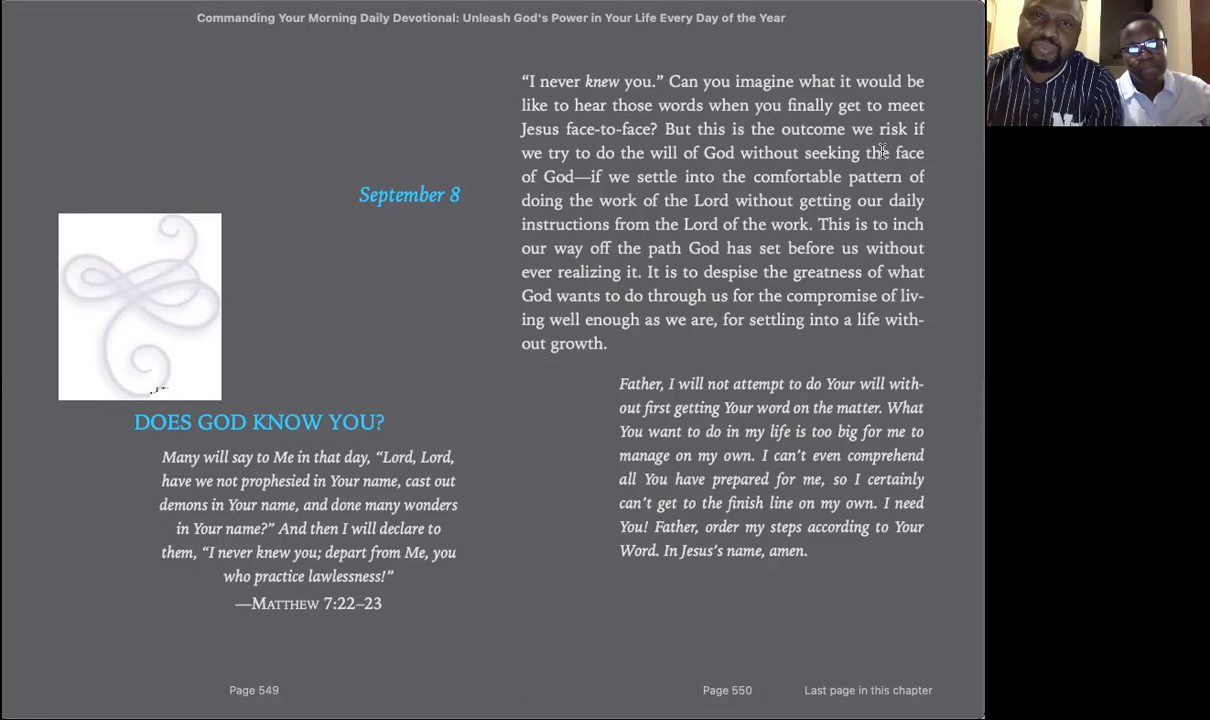 Commanding Your Morning Daily Devotional: Unleash God's Power in Your Life Every Day of the Year
September 8
DOES GOD KNOW YOU?
Many will say to Me in that day, “Lord, Lord,
have we not prophesied in Your name, cast out
demons in Your name, and done many wonders
in Your name?” And then I will declare to
them, “I never knew you; depart from Me, you
who practice lawlessness!”
—MATTHEW 7:22–23
Page 549
“I never knew you.” Can you imagine what it would be
like to hear those words when you finally get to meet
Jesus face-to-face? But this is the outcome we risk if
we try to do the will of God without seeking the face
of God—if we settle into the comfortable pattern of
doing the work of the Lord without getting our daily
instructions from the Lord of the work. This is to inch
our way off the path God has set before us without
ever realizing it. It is to despise the greatness of what
God wants to do through us for the compromise of liv-
ing well enough as we are, for settling into a life with-
out growth.
Father, I will not attempt to do Your will with-
out first getting Your word on the matter. What
You want to do in my life is too big for me to
manage on my own. I can’t even comprehend
all You have prepared for me, so I certainly
can’t get to the finish line on my own. I need
You! Father, order my steps according to Your
Word. In Jesus’s name, amen.
Page 550
Last page in this chapter